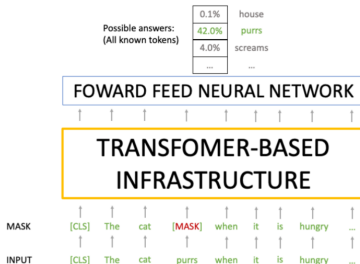 Possible answers:
(All known tokens)
0.1% house
42.0% purrs
4.0% screams
... ...
FOWARD FEED NEURAL NETWORK
TRANSFOMER-BASED
INFRASTRUCTURE
MASK [CLS] The cat [MASK] when it is hungry ...
INPUT [CLS] The cat purrs when it is hungry ...